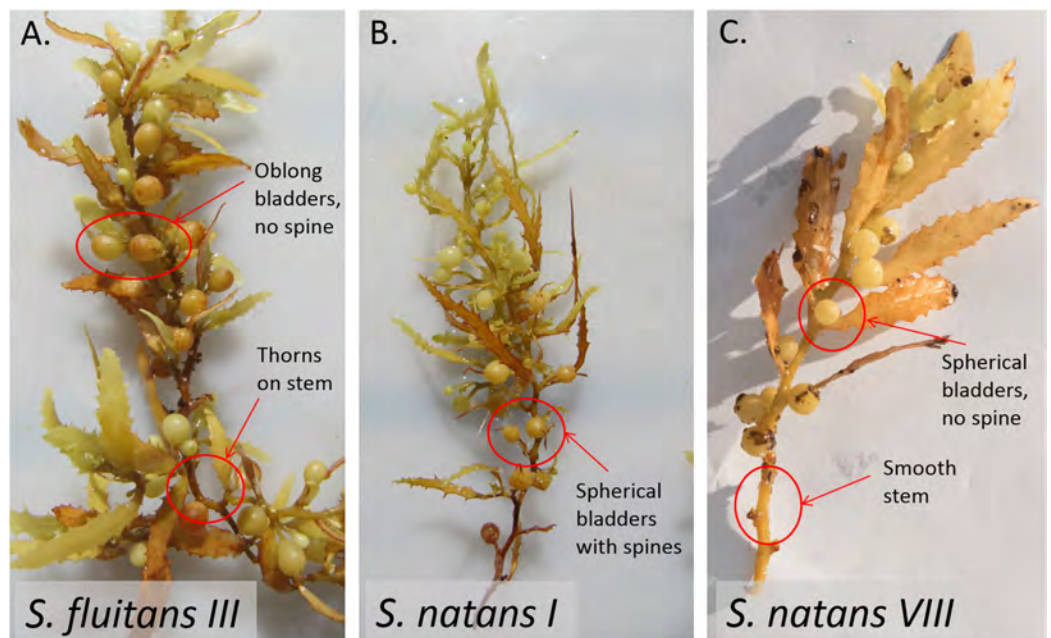 A.
Oblong
bladders,
no spine
Thorns
on stem
S. fluitans III
B.
Spherical
bladders
with spines
S. natans I
C.
Spherical
bladders,
no spine
Smooth
stem
S. natans VIII